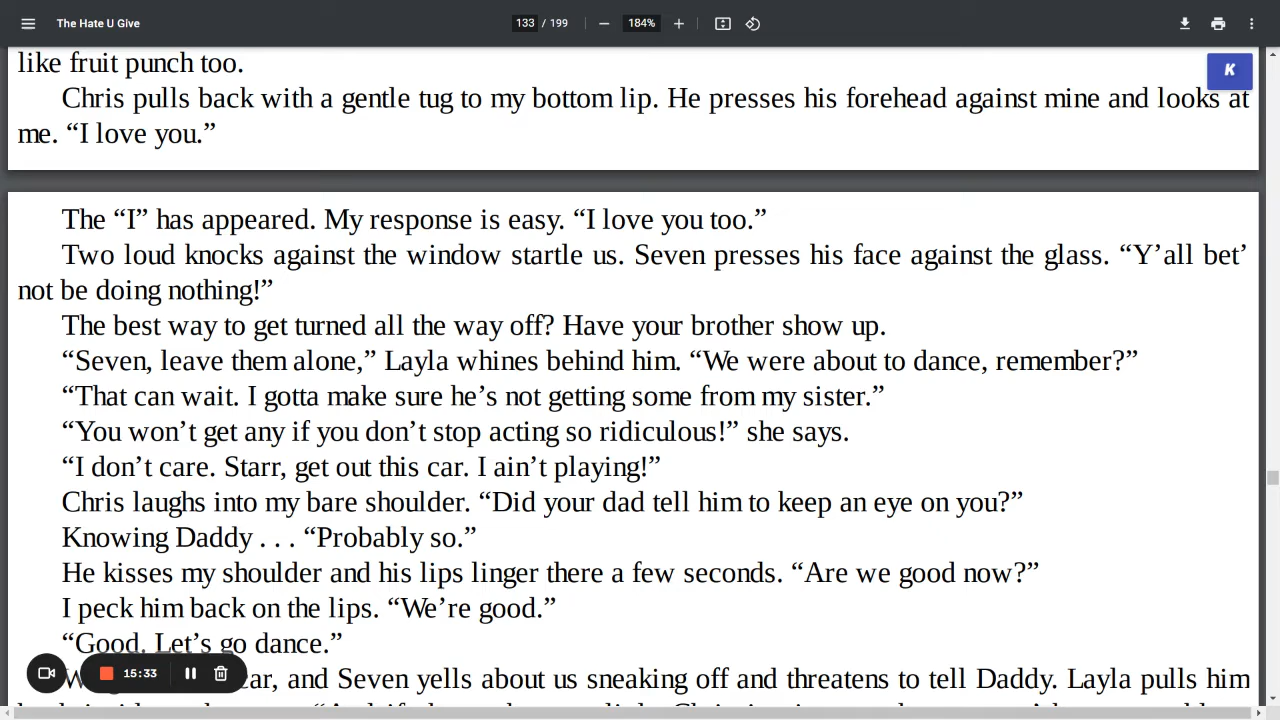 The Hate U Give
133 / 199
184%
like fruit punch too.
K
Chris pulls back with a gentle tug to my bottom lip. He presses his forehead against mine and looks at
me. “I love you.”
The “I” has appeared. My response is easy. “I love you too.”
Two loud knocks against the window startle us. Seven presses his face against the glass. “Y’all bet’
not be doing nothing!”
The best way to get turned all the way off? Have your brother show up.
“Seven, leave them alone,” Layla whines behind him. “We were about to dance, remember?”
“That can wait. I gotta make sure he’s not getting some from my sister.”
“You won’t get any if you don’t stop acting so ridiculous!” she says.
“I don’t care. Starr, get out this car. I ain’t playing!”
Chris laughs into my bare shoulder. “Did your dad tell him to keep an eye on you?”
Knowing Daddy . . . “Probably so.”
He kisses my shoulder and his lips linger there a few seconds. “Are we good now?”
I peck him back on the lips. “We’re good.”
“Good. Let’s go dance.”
15:33
and Seven yells about us sneaking off and threatens to tell Daddy. Layla pulls him